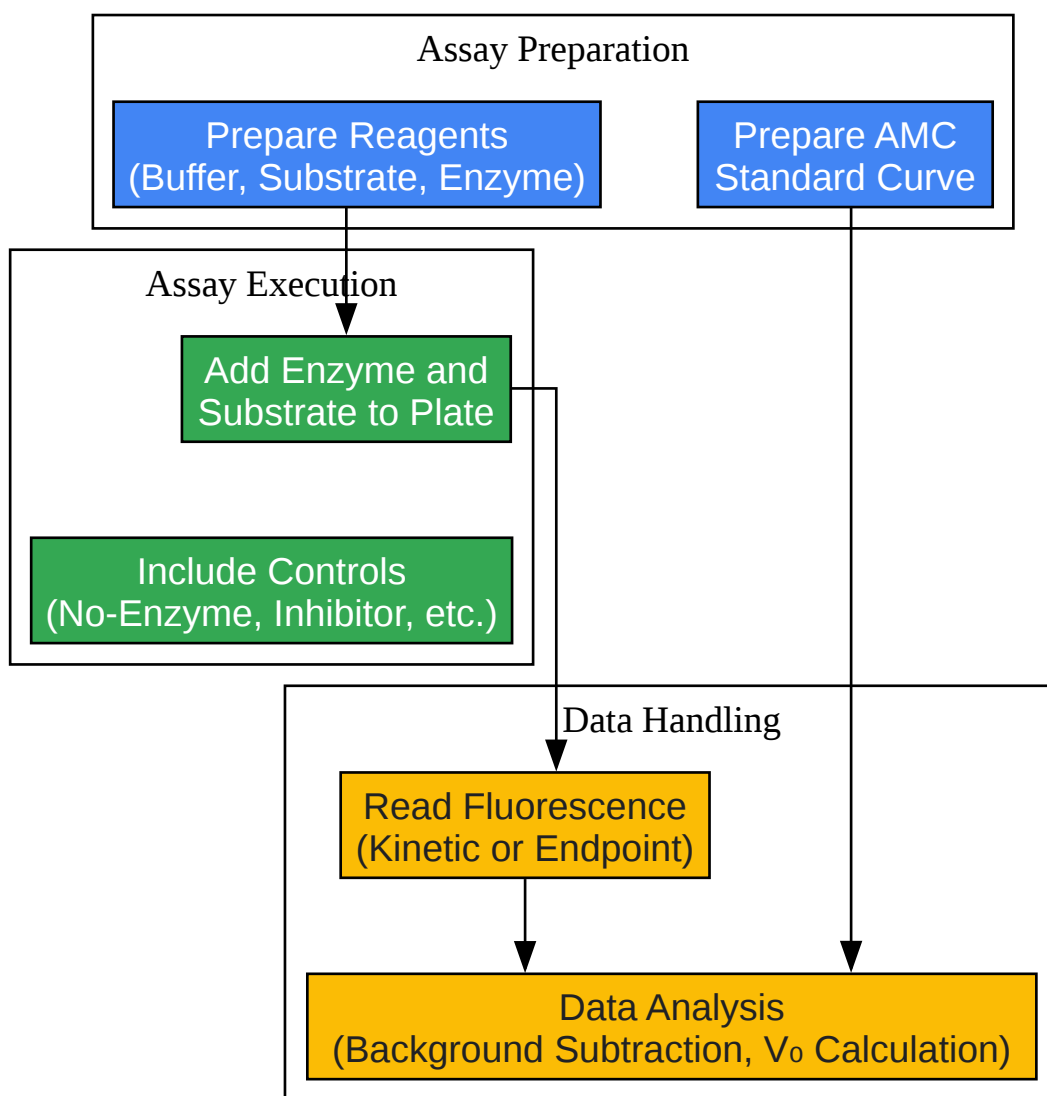 Assay Preparation
Prepare Reagents
(Buffer, Substrate, Enzyme)
Prepare AMC
Standard Curve
Assay Execution
Add Enzyme and
Substrate to Plate
Include Controls
(No-Enzyme, Inhibitor, etc.)
Data Handling
Read Fluorescence
(Kinetic or Endpoint)
Data Analysis
(Background Subtraction, V₀ Calculation)